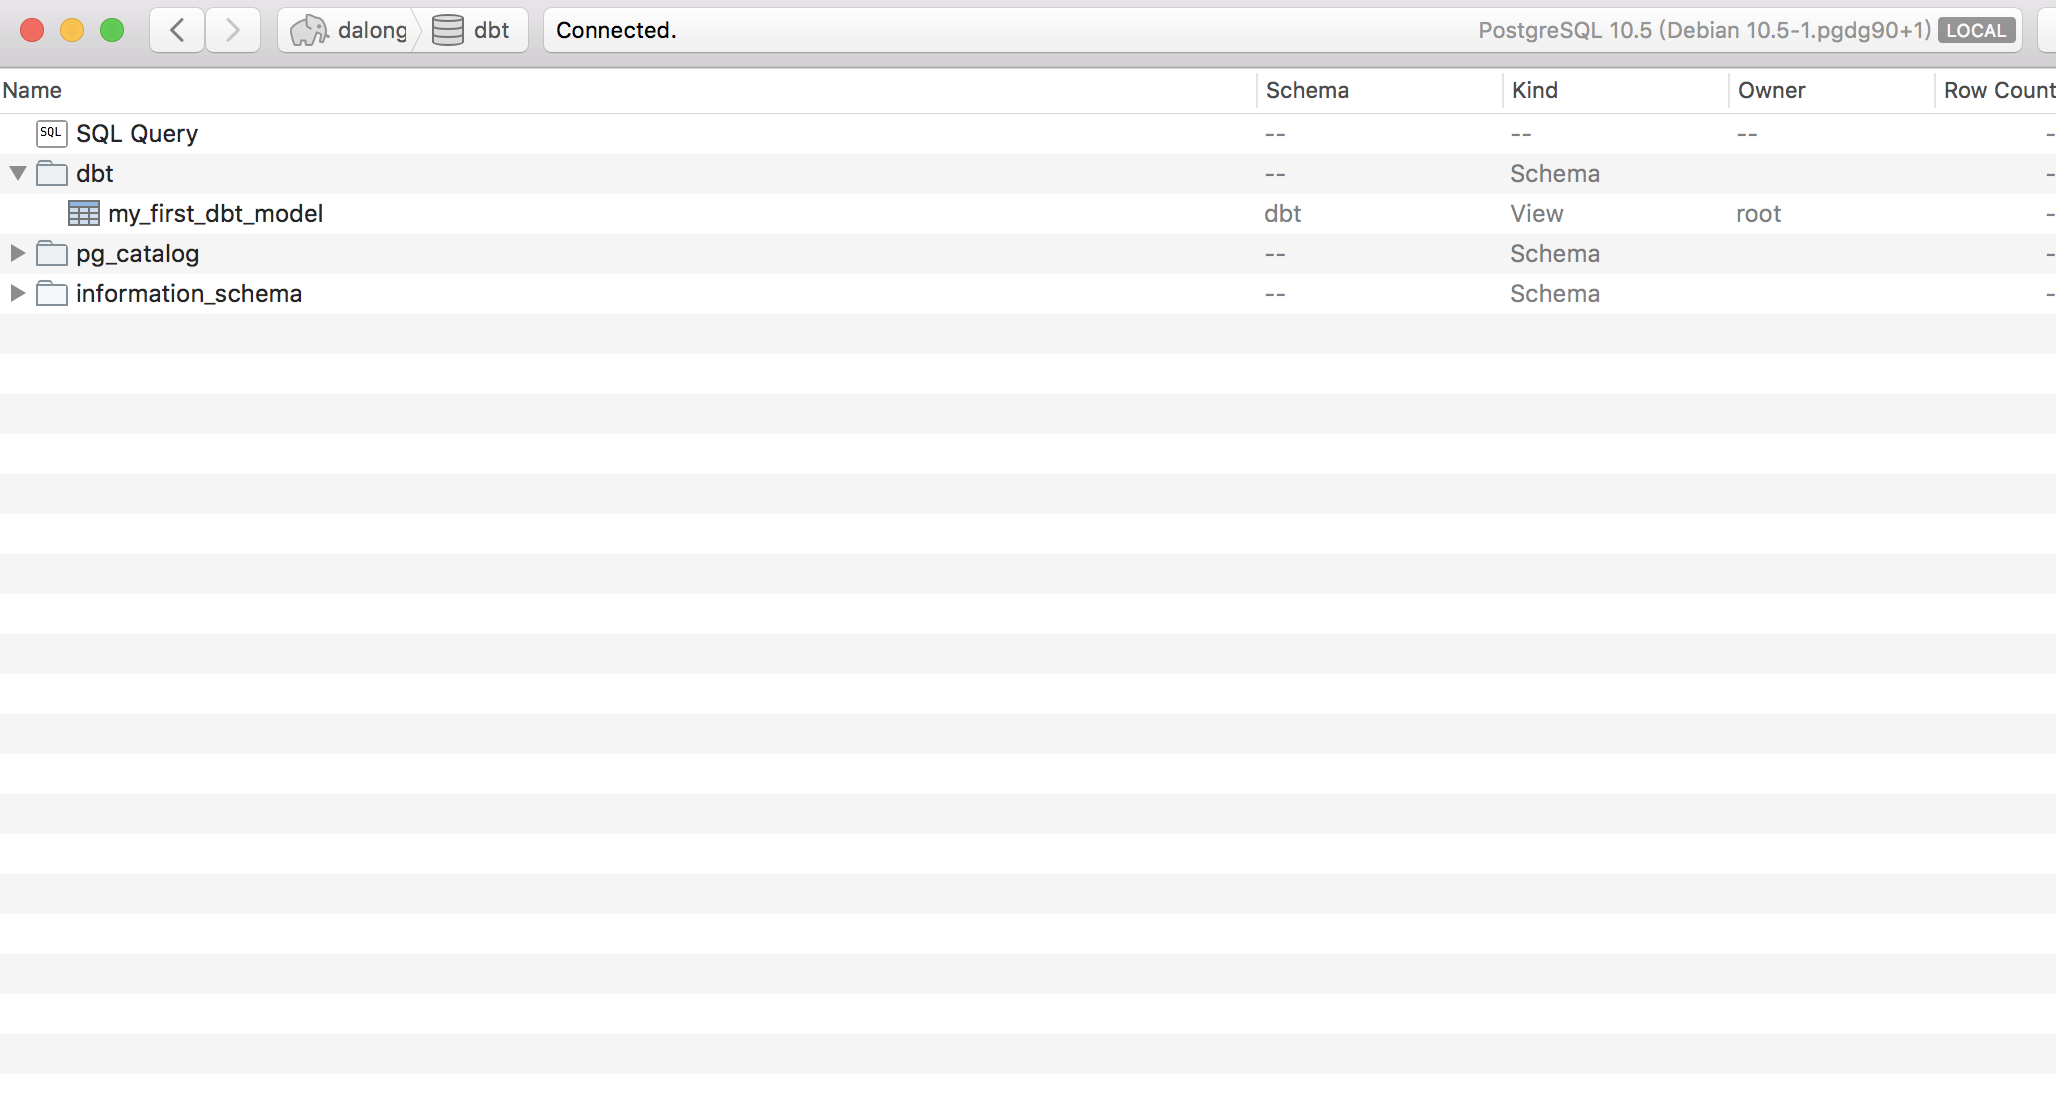 dalong dbt Connected. PostgreSQL 10.5 (Debian 10.5-1.pgdg90+1) LOCAL
Name Schema Kind Owner Row Count
SQL SQL Query -- -- -- -
dbt -- Schema -
my_first_dbt_model dbt View root -
pg_catalog -- Schema -
information_schema -- Schema -